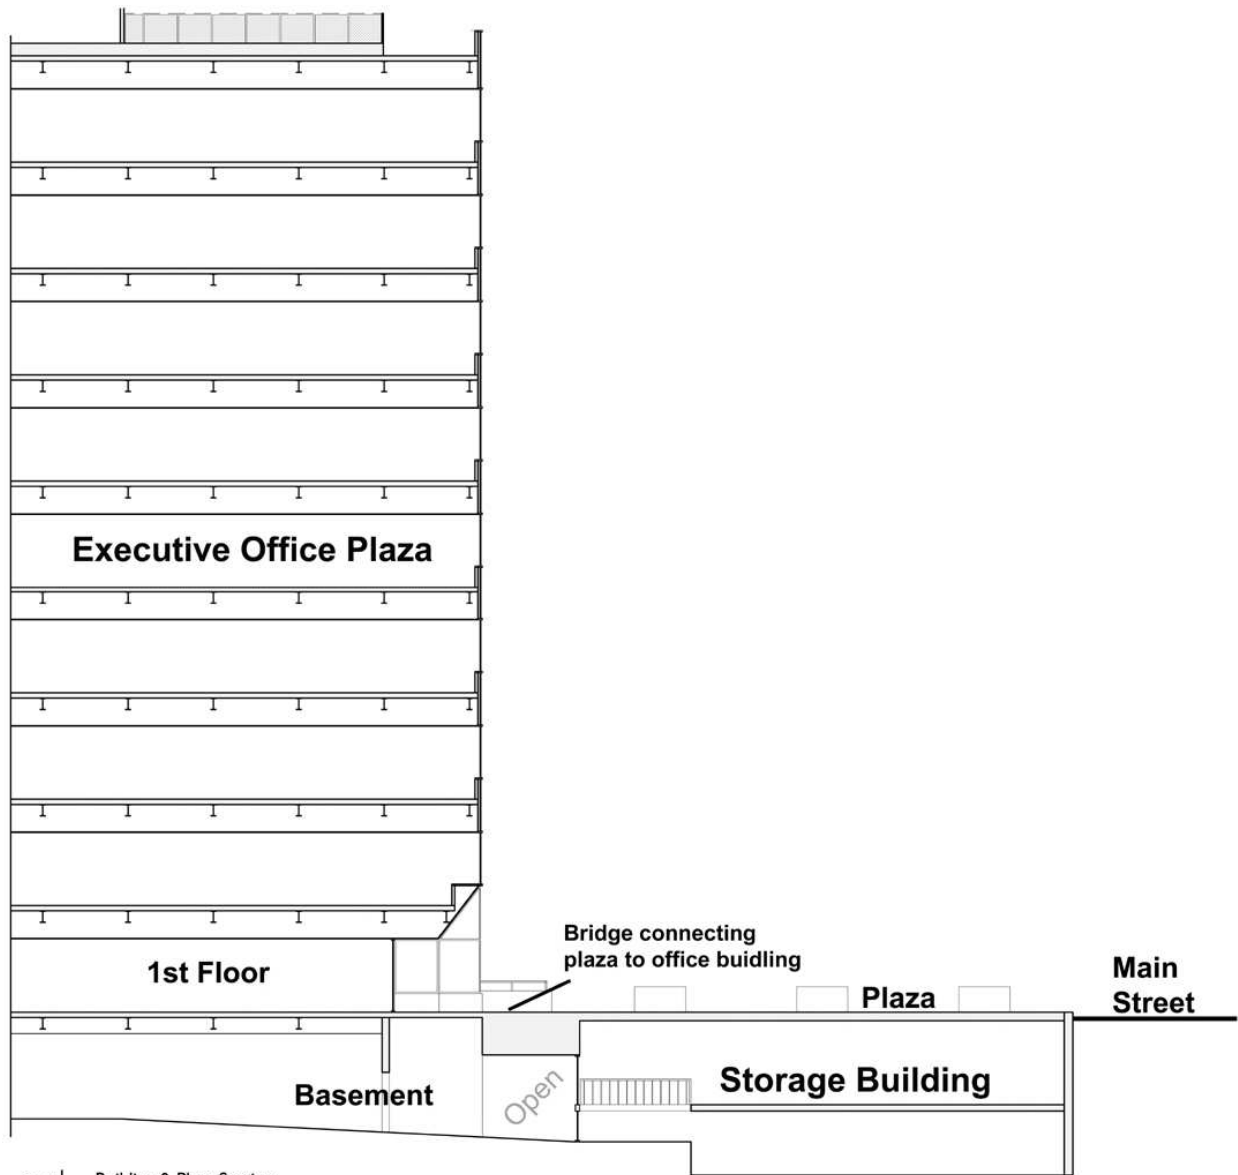 Executive Office Plaza
1st Floor
Bridge connecting
plaza to office buidling
Plaza
Main
Street
Basement
Open
Storage Building